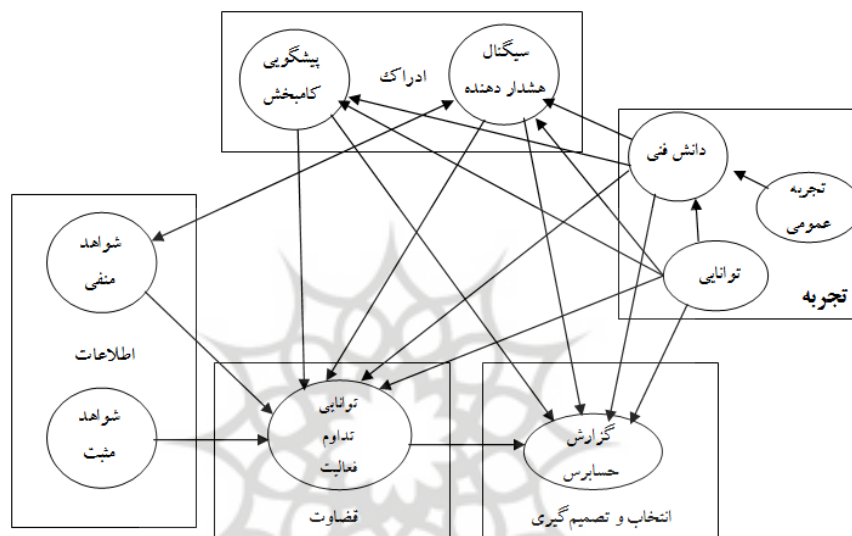 سیگنال
هشدار دهنده
ادراک
پیشگویی
کامبخش
دانش فنی
تجربه
عمومی
توانایی
تجربه
شواهد
منفی
اطلاعات
شواهد
مثبت
توانایی
تداوم
فعالیت
قضاوت
گزارش
حسابرس
انتخاب و تصمیم گیری